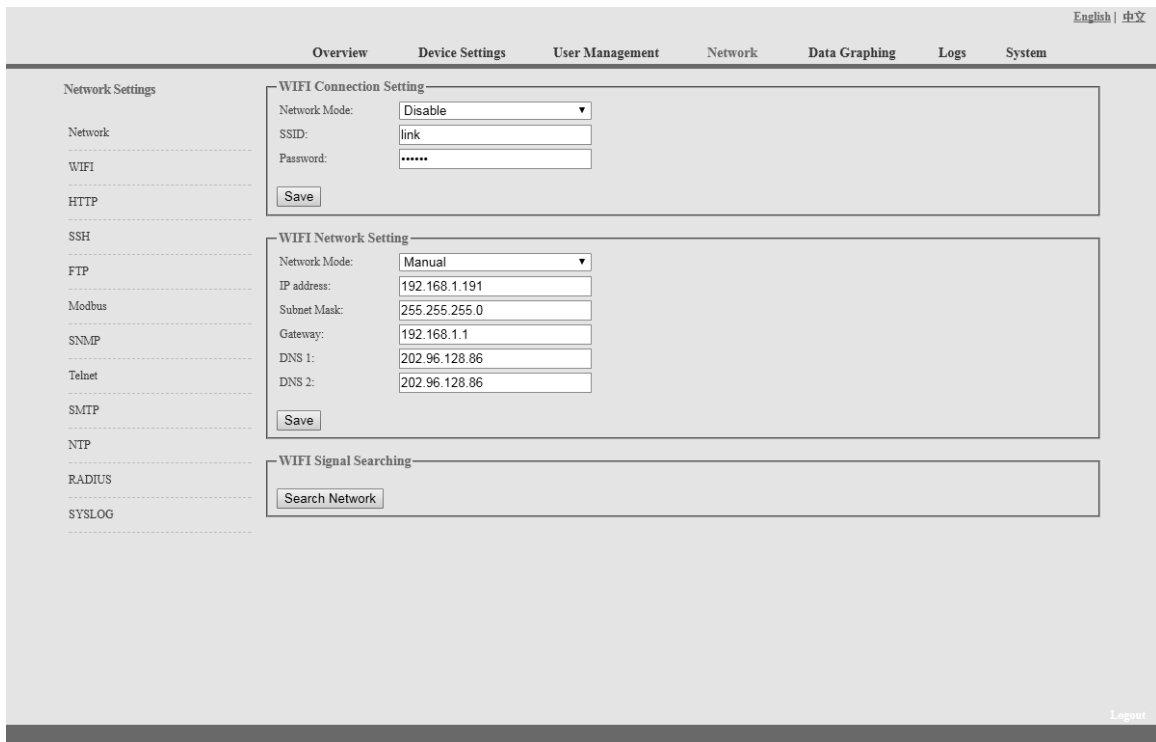 English | 中文
Overview Device Settings User Management Network Data Graphing Logs System
Network Settings
Network
WIFI
HTTP
SSH
FTP
Modbus
SNMP
Telnet
SMTP
NTP
RADIUS
SYSLOG
WIFI Connection Setting
Network Mode: Disable
SSID: link
Password: ••••••
Save
WIFI Network Setting
Network Mode: Manual
IP address: 192.168.1.191
Subnet Mask: 255.255.255.0
Gateway: 192.168.1.1
DNS 1: 202.96.128.86
DNS 2: 202.96.128.86
Save
WIFI Signal Searching
Search Network
Logout